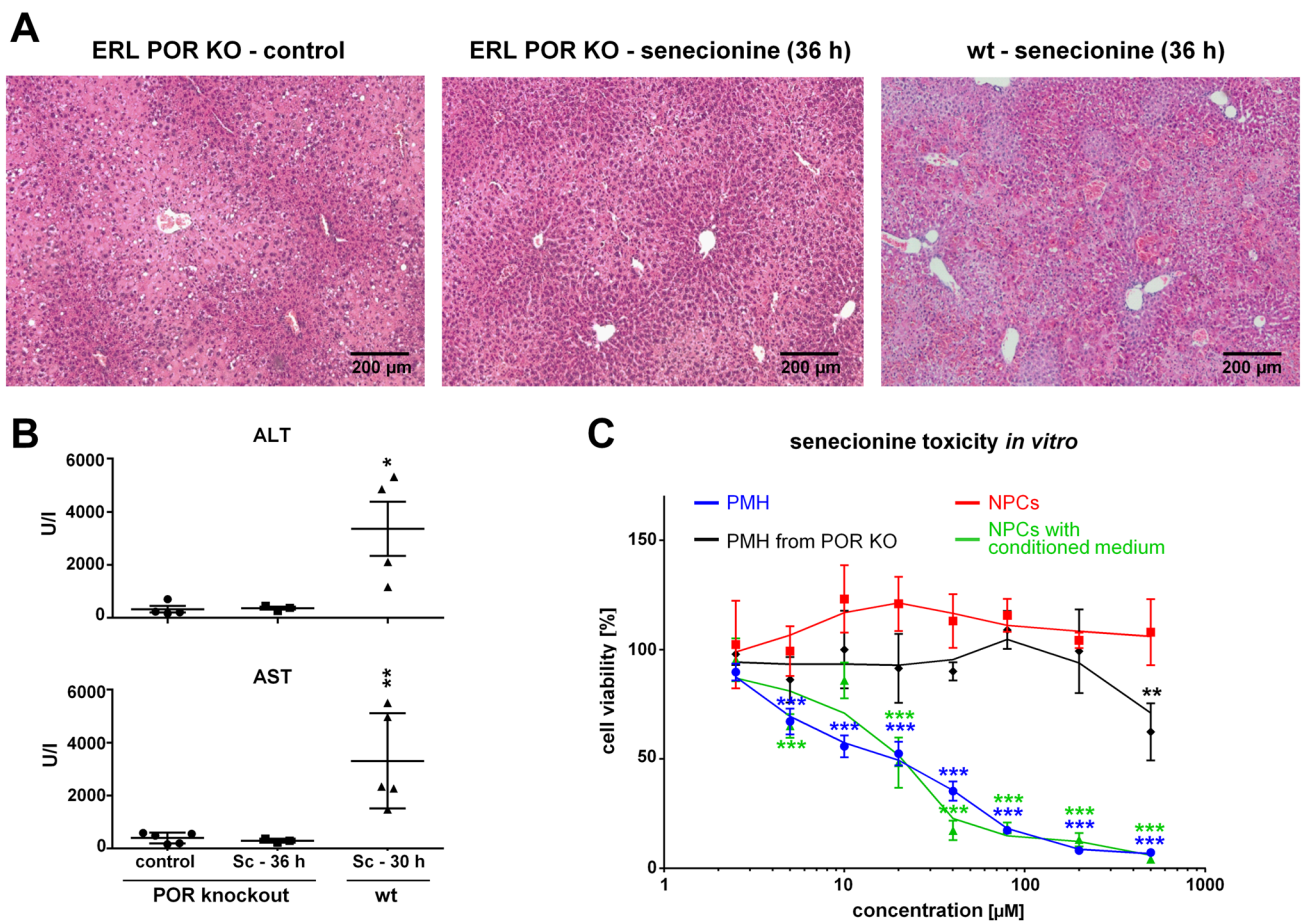 A
ERL POR KO - control
ERL POR KO - senecionine (36 h)
wt - senecionine (36 h)
200 µm
200 µm
200 µm
B
ALT
6000
4000
2000
0
U/l
*
AST
6000
4000
2000
0
U/l
**
control
Sc - 36 h
Sc - 30 h
POR knockout
wt
C
senecionine toxicity in vitro
PMH
NPCs
PMH from POR KO
NPCs with
conditioned medium
cell viability [%]
150
100
50
0
***
***
***
***
***
***
***
***
***
***
***
***
***
**
1
10
100
1000
concentration [µM]